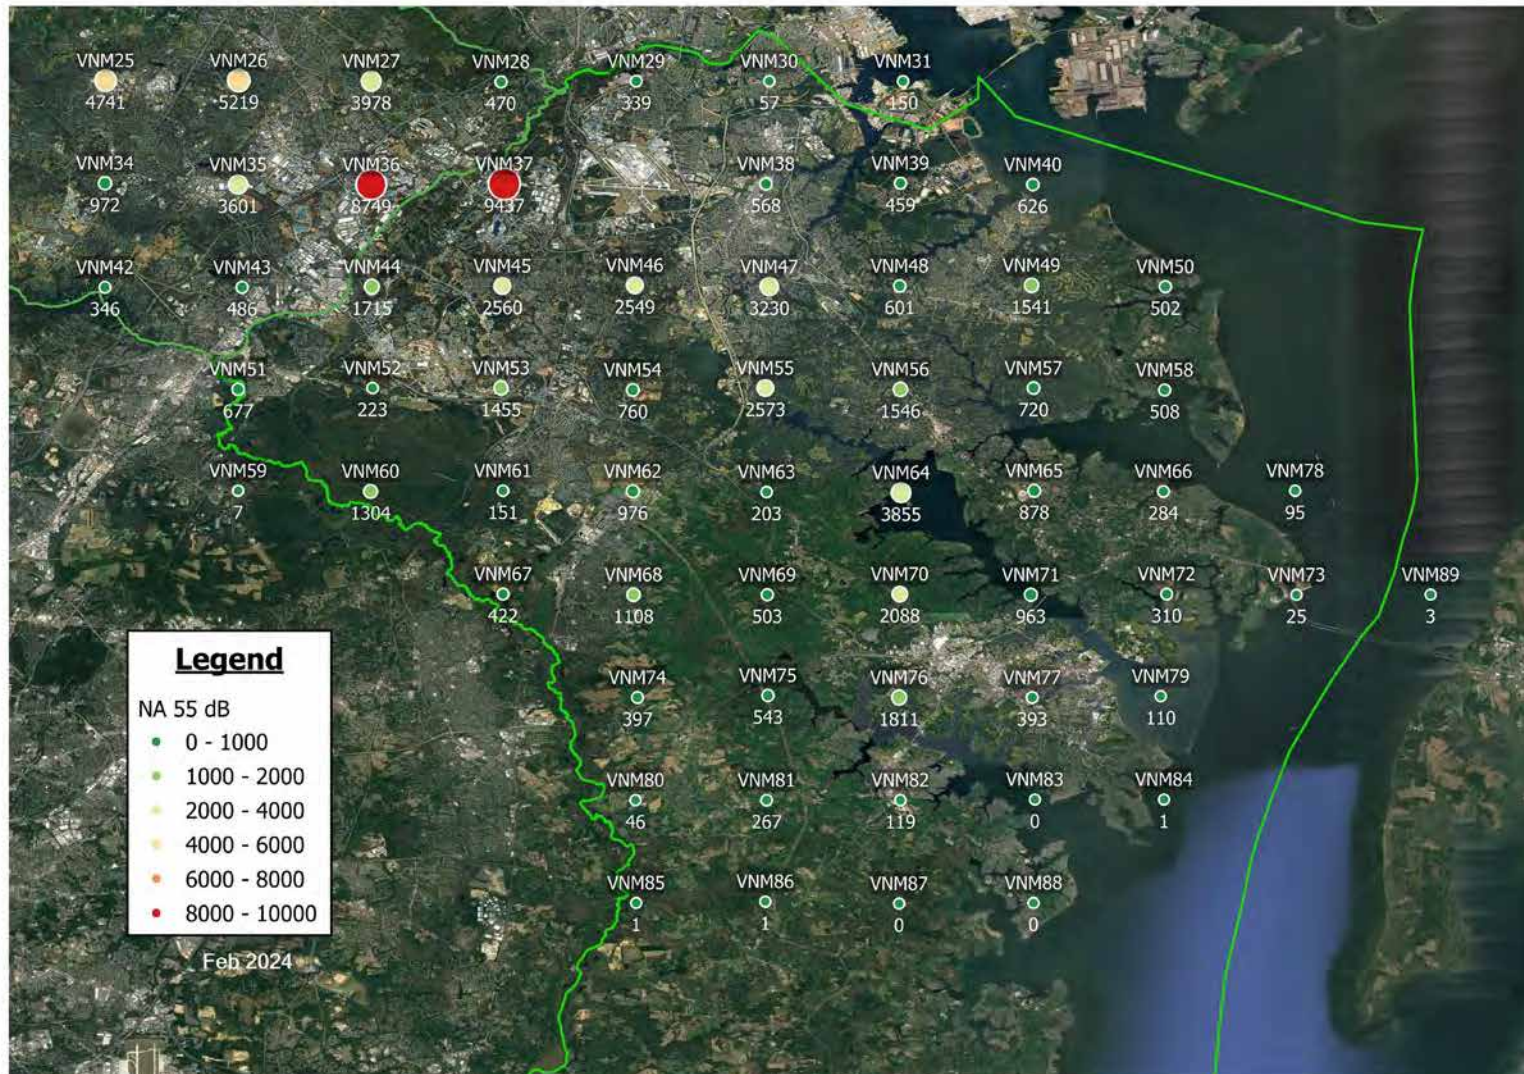 VNM25 VNM26 VNM27 VNM28 VNM29 VNM30 VNM31
4741 5219 3978 470 339 57 150
VNM34 VNM35 VNM36 VNM37 VNM38 VNM39 VNM40
972 3601 8749 9437 568 459 626
VNM42 VNM43 VNM44 VNM45 VNM46 VNM47 VNM48 VNM49 VNM50
346 486 1715 2560 2549 3230 601 1541 502
VNM51 VNM52 VNM53 VNM54 VNM55 VNM56 VNM57 VNM58
677 223 1455 760 2573 1546 720 508
VNM59 VNM60 VNM61 VNM62 VNM63 VNM64 VNM65 VNM66 VNM78
7 1304 151 976 203 3855 878 284 95
VNM67 VNM68 VNM69 VNM70 VNM71 VNM72 VNM73 VNM89
422 1108 503 2088 963 310 25 3
VNM74 VNM75 VNM76 VNM77 VNM79
397 543 1811 393 110
VNM80 VNM81 VNM82 VNM83 VNM84
46 267 119 0 1
VNM85 VNM86 VNM87 VNM88
1 1 0 0
Legend
NA 55 dB
0 - 1000
1000 - 2000
2000 - 4000
4000 - 6000
6000 - 8000
8000 - 10000
Feb 2024